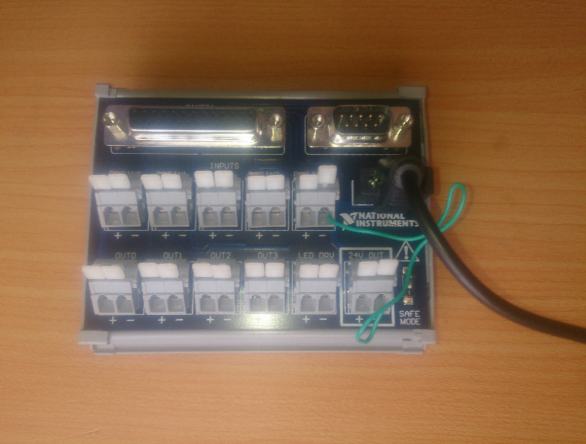 INPUTS
+ - + - + - + - + -
NATIONAL
INSTRUMENTS
OUT0 OUT1 OUT2 OUT3 LED DRV 24V OUT
+ - + - + - + - + - +
SAFE
MODE